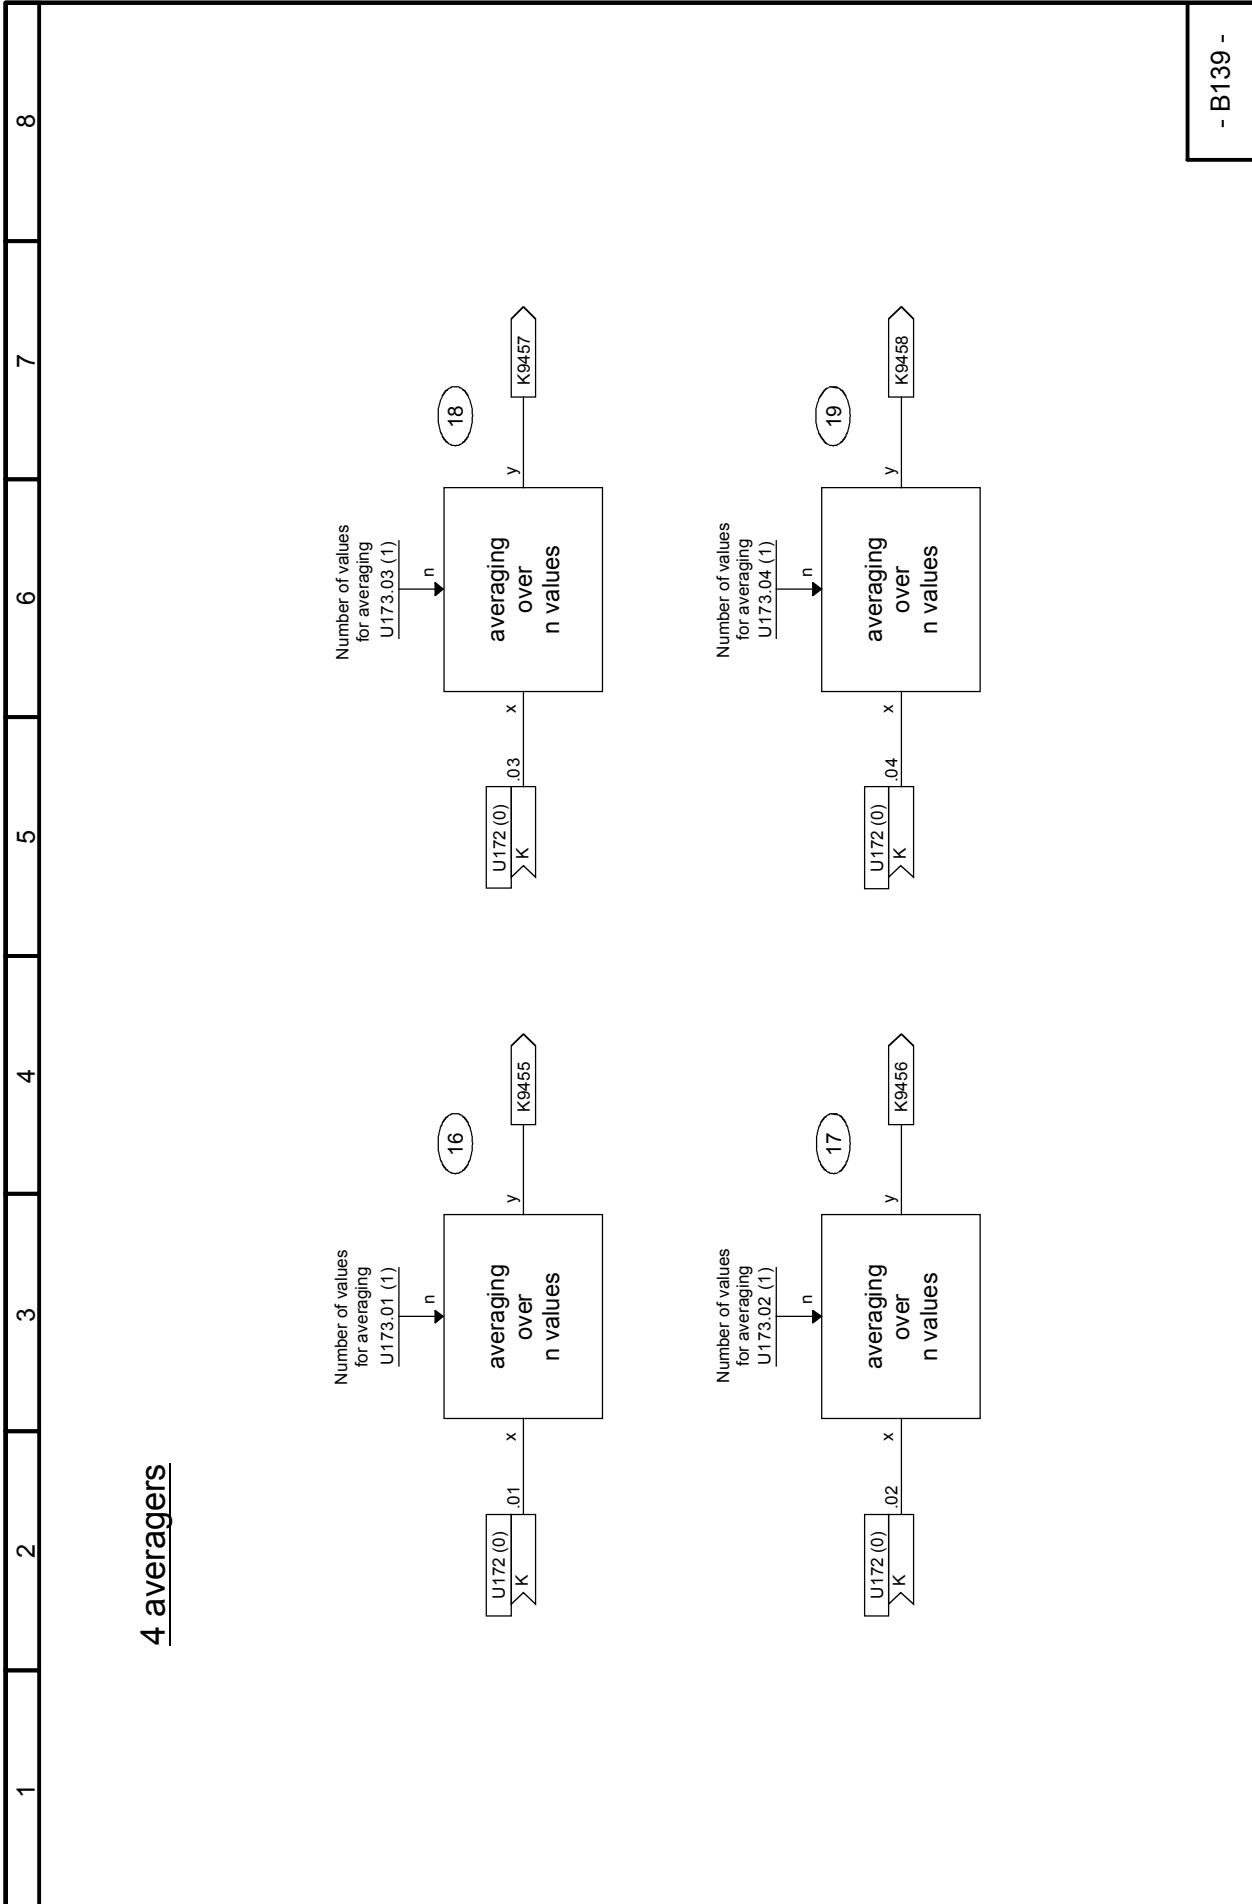 1
2
3
4
5
6
7
8
4 averagers
Number of values
for averaging
U173.01 (1)
n
U172 (0)
K
.01
x
averaging
over
n values
y
16
K9455
Number of values
for averaging
U173.03 (1)
n
U172 (0)
K
.03
x
averaging
over
n values
y
18
K9457
Number of values
for averaging
U173.02 (1)
n
U172 (0)
K
.02
x
averaging
over
n values
y
17
K9456
Number of values
for averaging
U173.04 (1)
n
U172 (0)
K
.04
x
averaging
over
n values
y
19
K9458
- B139 -